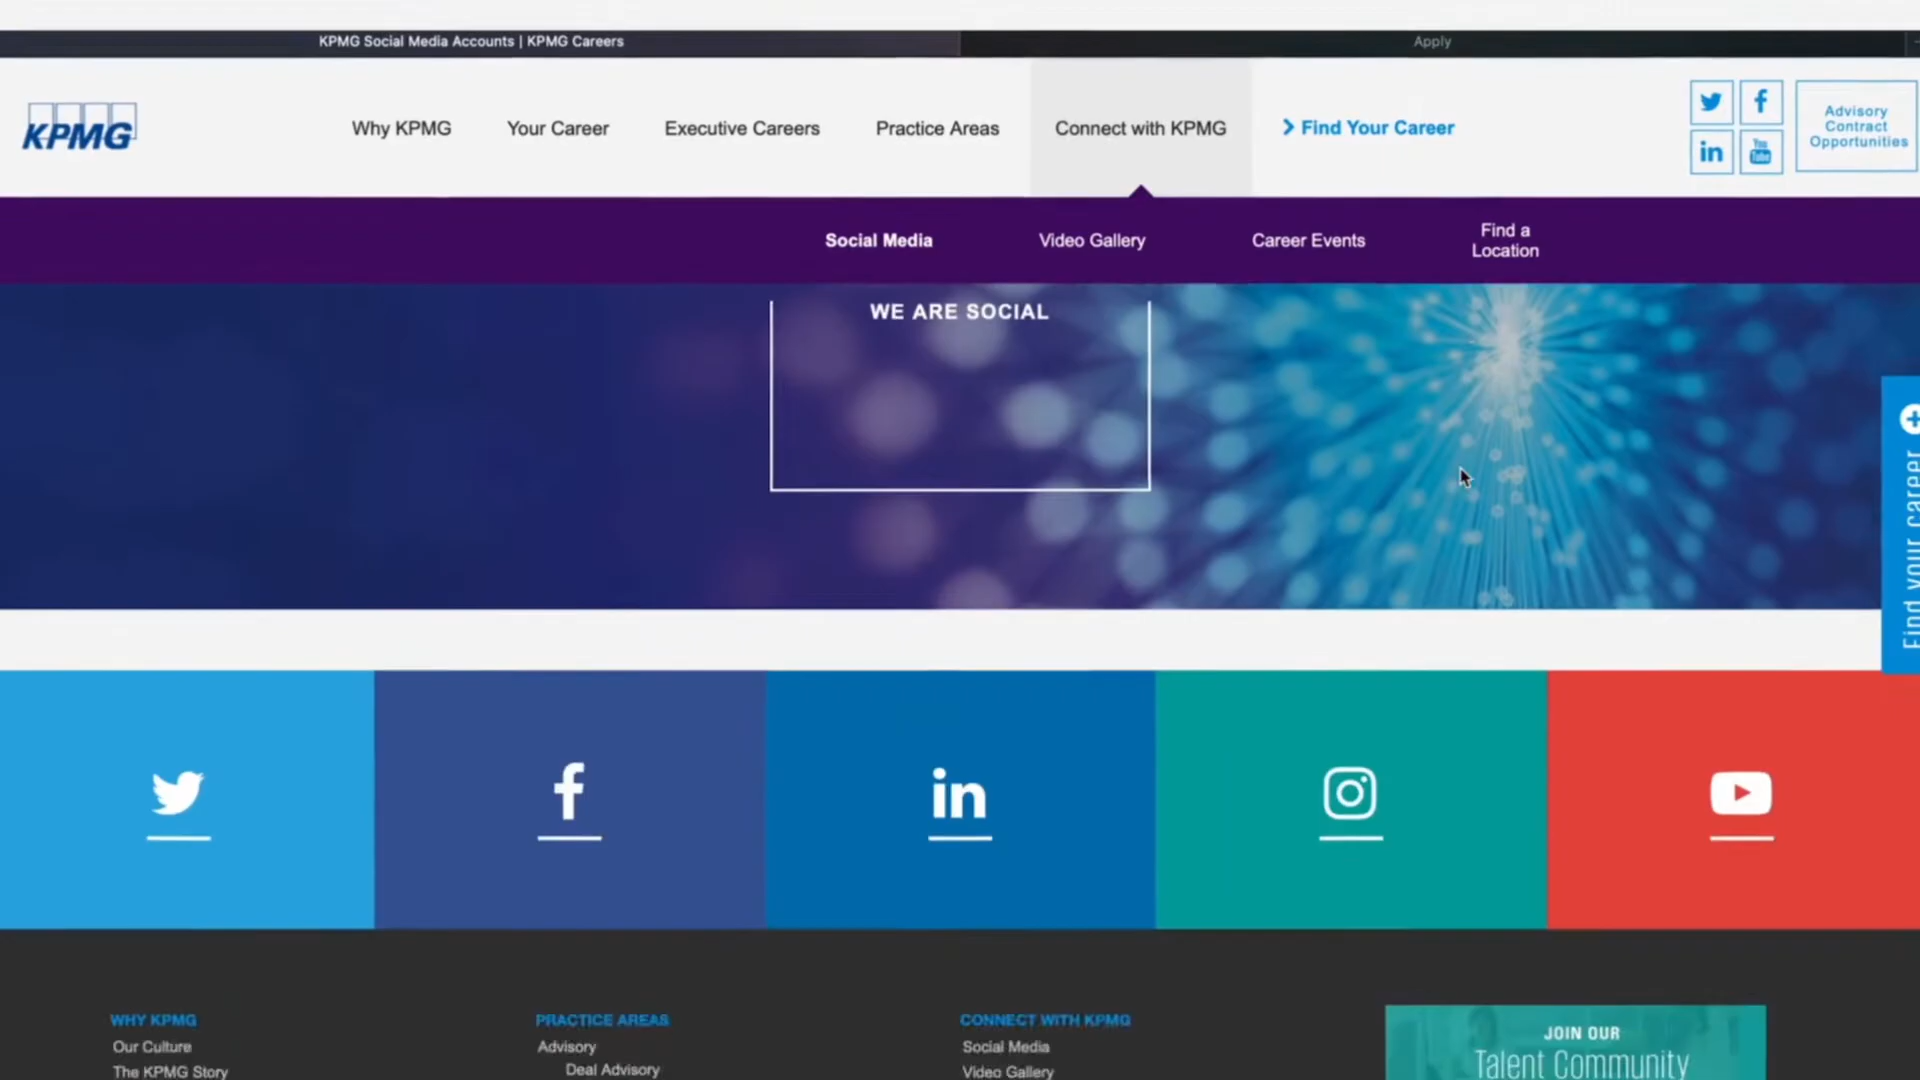 KPMG Social Media Accounts | KPMG Careers
Apply
KPMG
Why KPMG
Your Career
Executive Careers
Practice Areas
Connect with KPMG
Find Your Career
You
Tube
Advisory
Contract
Opportunities
Social Media
Video Gallery
Career Events
Find a
Location
WE ARE SOCIAL
Find your career
WHY KPMG
Our Culture
The KPMG Story
PRACTICE AREAS
Advisory
Deal Advisory
CONNECT WITH KPMG
Social Media
Video Gallery
JOIN OUR
Talent Community